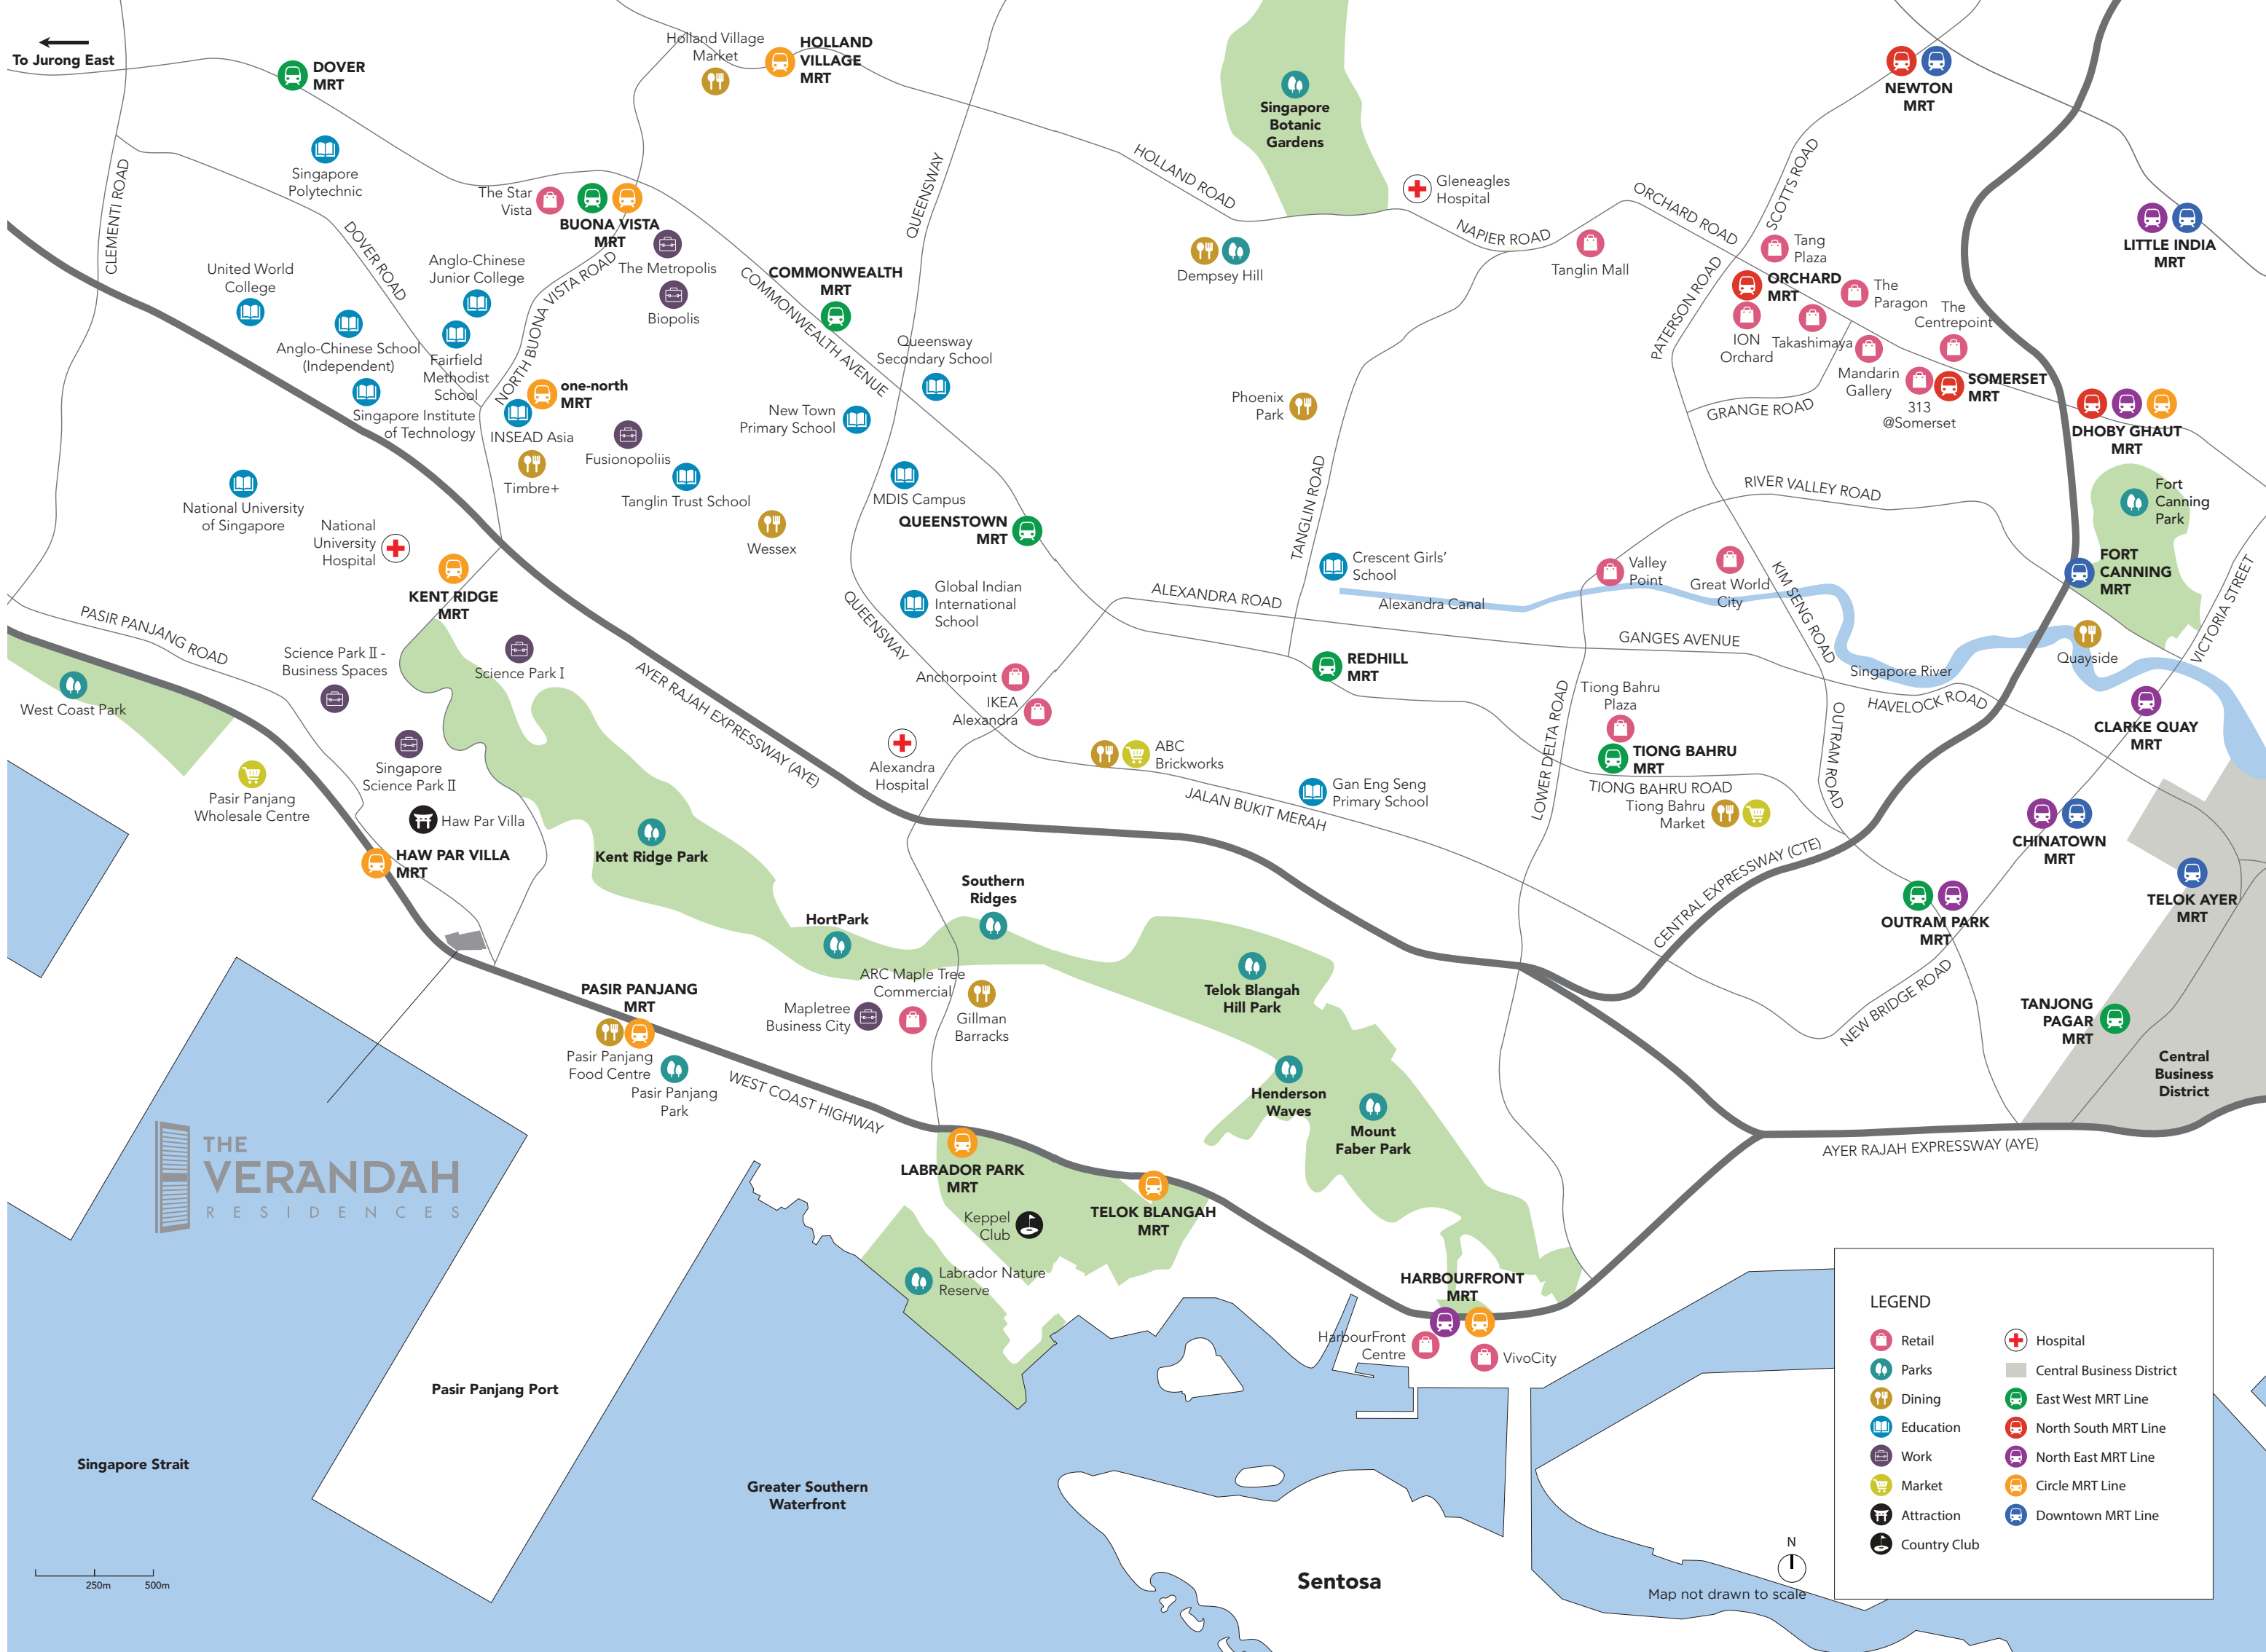 To Jurong East
DOVER
MRT
Holland Village
Market
HOLLAND
VILLAGE
MRT
Singapore
Botanic
Gardens
NEWTON
MRT
CLEMENTI ROAD
Singapore
Polytechnic
DOVER ROAD
The Star
Vista
BUONA VISTA
MRT
QUEENSWAY
HOLLAND ROAD
Gleneagles
Hospital
NAPIER ROAD
ORCHARD ROAD
SCOTTS ROAD
LITTLE INDIA
MRT
United World
College
Anglo-Chinese
Junior College
NORTH BUONA VISTA ROAD
The Metropolis
Biopolis
COMMONWEALTH
MRT
COMMONWEALTH AVENUE
Dempsey Hill
Tanglin Mall
Tang
Plaza
PATERSON ROAD
ORCHARD
MRT
The
Paragon
The
Centrepoint
ION
Orchard
Takashimaya
Mandarin
Gallery
313
@Somerset
SOMERSET
MRT
Anglo-Chinese School
(Independent)
Fairfield
Methodist
School
Queensway
Secondary School
Singapore Institute
of Technology
one-north
MRT
INSEAD Asia
New Town
Primary School
Phoenix
Park
GRANGE ROAD
DHOBY GHAUT
MRT
Fusionopoliis
Timbre+
Tanglin Trust School
MDIS Campus
TANGLIN ROAD
RIVER VALLEY ROAD
Fort
Canning
Park
National University
of Singapore
National
University
Hospital
Wessex
QUEENSTOWN
MRT
Crescent Girls'
School
Valley
Point
Great World
City
KIM SENG ROAD
FORT
CANNING
MRT
VICTORIA STREET
KENT RIDGE
MRT
Global Indian
International
School
QUEENSWAY
ALEXANDRA ROAD
Alexandra Canal
PASIR PANJANG ROAD
GANGES AVENUE
Quayside
Science Park II -
Business Spaces
Science Park I
AYER RAJAH EXPRESSWAY (AYE)
REDHILL
MRT
Singapore River
West Coast Park
Anchorpoint
IKEA
Alexandra
LOWER DELTA ROAD
Tiong Bahru
Plaza
OUTRAM ROAD
HAVELOCK ROAD
CLARKE QUAY
MRT
Singapore
Science Park II
Alexandra
Hospital
ABC
Brickworks
TIONG BAHRU
MRT
Pasir Panjang
Wholesale Centre
Gan Eng Seng
Primary School
JALAN BUKIT MERAH
TIONG BAHRU ROAD
Tiong Bahru
Market
Haw Par Villa
CHINATOWN
MRT
HAW PAR VILLA
MRT
Kent Ridge Park
CENTRAL EXPRESSWAY (CTE)
TELOK AYER
MRT
HortPark
Southern
Ridges
OUTRAM PARK
MRT
ARC Maple Tree
Commercial
PASIR PANJANG
MRT
Mapletree
Business City
Gillman
Barracks
Telok Blangah
Hill Park
NEW BRIDGE ROAD
TANJONG
PAGAR
MRT
Pasir Panjang
Food Centre
Pasir Panjang
Park
WEST COAST HIGHWAY
Henderson
Waves
Mount
Faber Park
Central
Business
District
THE
VERANDAH
RESIDENCES
LABRADOR PARK
MRT
AYER RAJAH EXPRESSWAY (AYE)
Keppel
Club
TELOK BLANGAH
MRT
Labrador Nature
Reserve
HARBOURFRONT
MRT
HarbourFront
Centre
VivoCity
Pasir Panjang Port
Singapore Strait
Greater Southern
Waterfront
Sentosa
250m
500m
N
Map not drawn to scale
LEGEND
Retail
Parks
Dining
Education
Work
Market
Attraction
Country Club
Hospital
Central Business District
East West MRT Line
North South MRT Line
North East MRT Line
Circle MRT Line
Downtown MRT Line